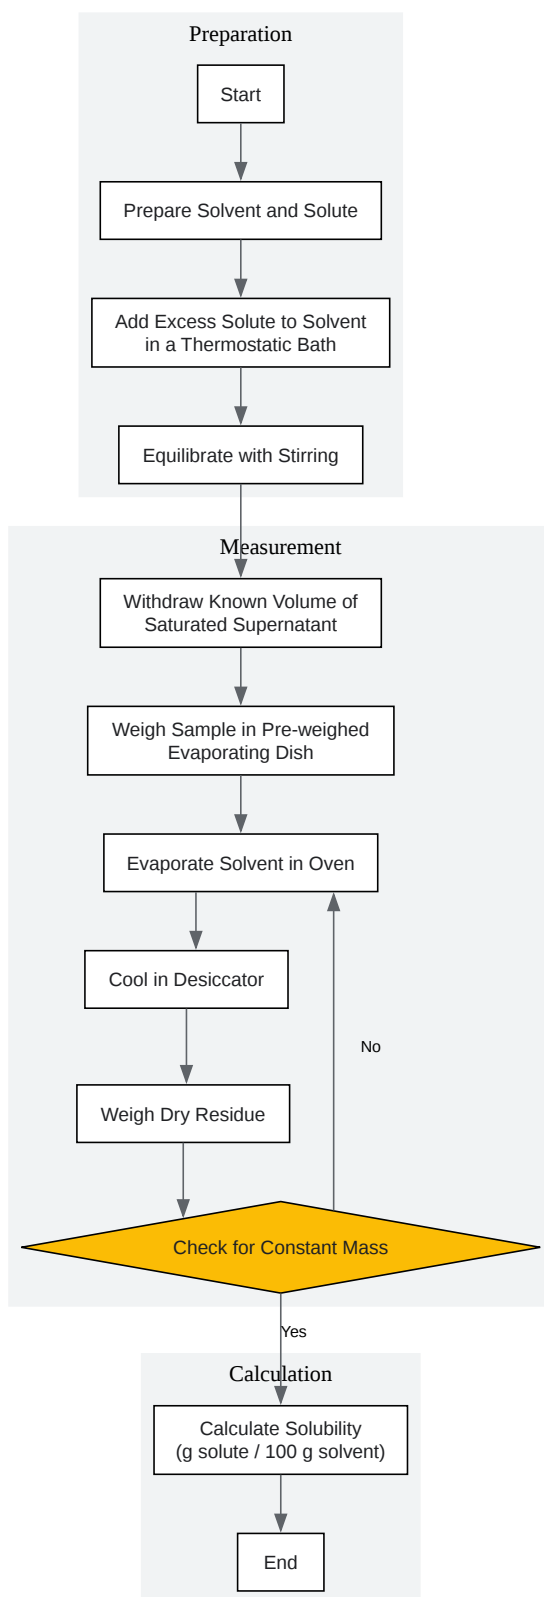 Preparation
Start
Prepare Solvent and Solute
Add Excess Solute to Solvent
in a Thermostatic Bath
Equilibrate with Stirring
Measurement
Withdraw Known Volume of
Saturated Supernatant
Weigh Sample in Pre-weighed
Evaporating Dish
Evaporate Solvent in Oven
Cool in Desiccator
No
Weigh Dry Residue
Check for Constant Mass
Yes
Calculation
Calculate Solubility
(g solute / 100 g solvent)
End